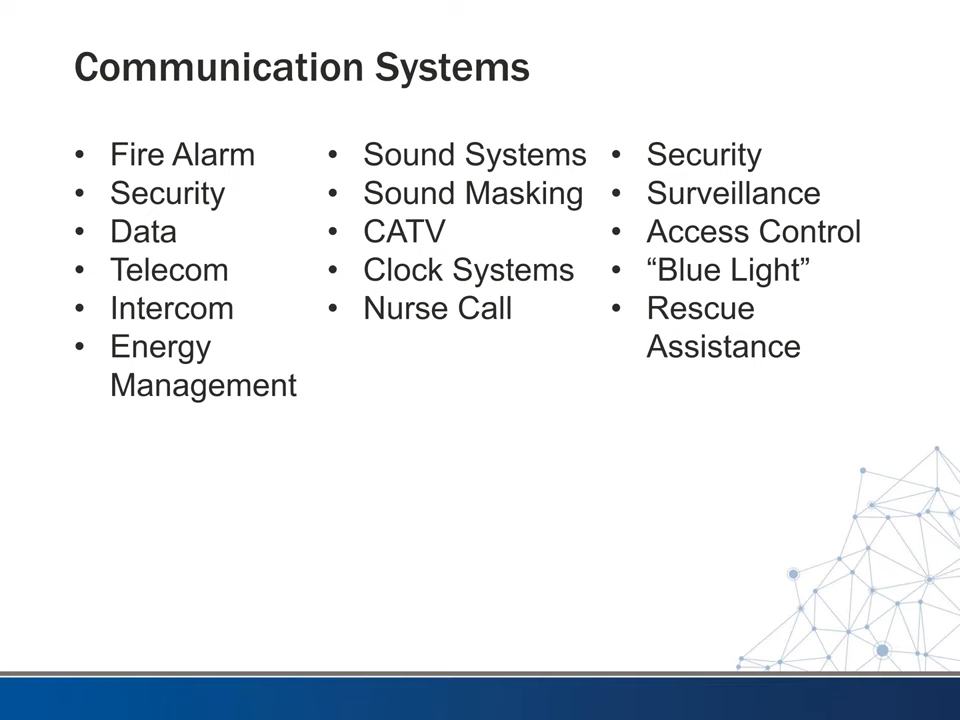 Communication Systems
• Fire Alarm
• Security
• Data
• Telecom
• Intercom
• Energy
Management
• Sound Systems
• Sound Masking
• CATV
• Clock Systems
• Nurse Call
• Security
• Surveillance
• Access Control
• “Blue Light”
• Rescue
Assistance